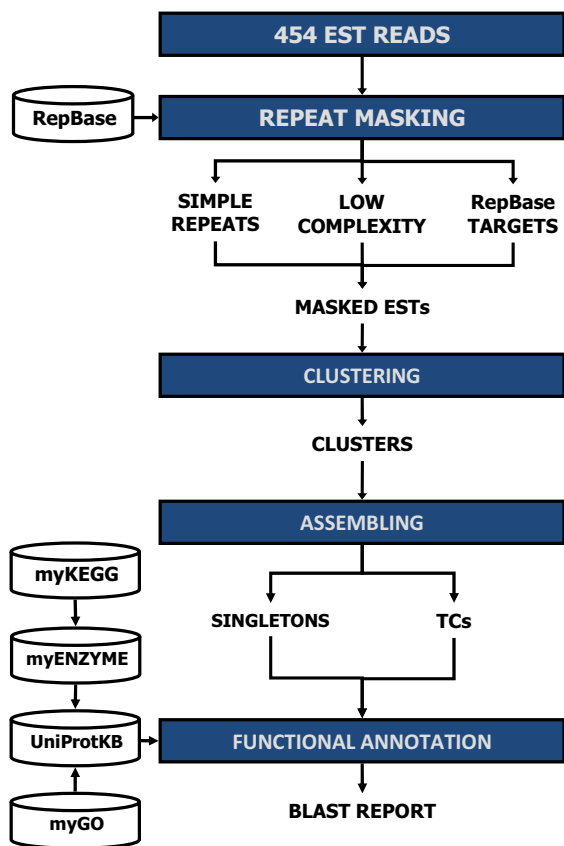 454 EST READS
RepBase
REPEAT MASKING
SIMPLE
REPEATS
LOW
COMPLEXITY
RepBase
TARGETS
MASKED ESTs
CLUSTERING
CLUSTERS
ASSEMBLING
myKEGG
SINGLETONS
TCs
myENZYME
UniProtKB
FUNCTIONAL ANNOTATION
myGO
BLAST REPORT